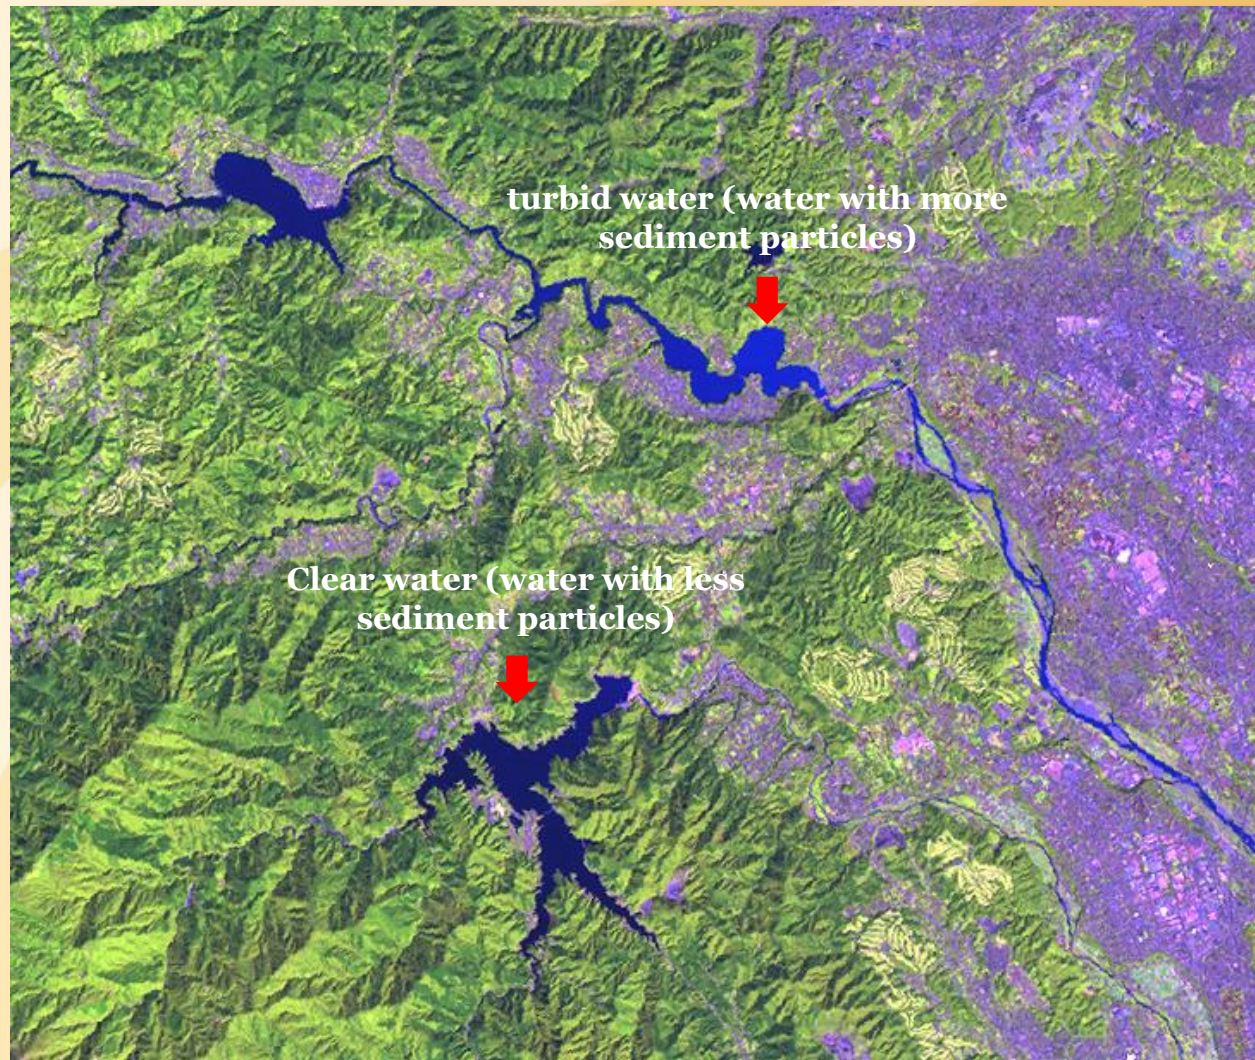 turbid water (water with more
sediment particles)
Clear water (water with less
sediment particles)